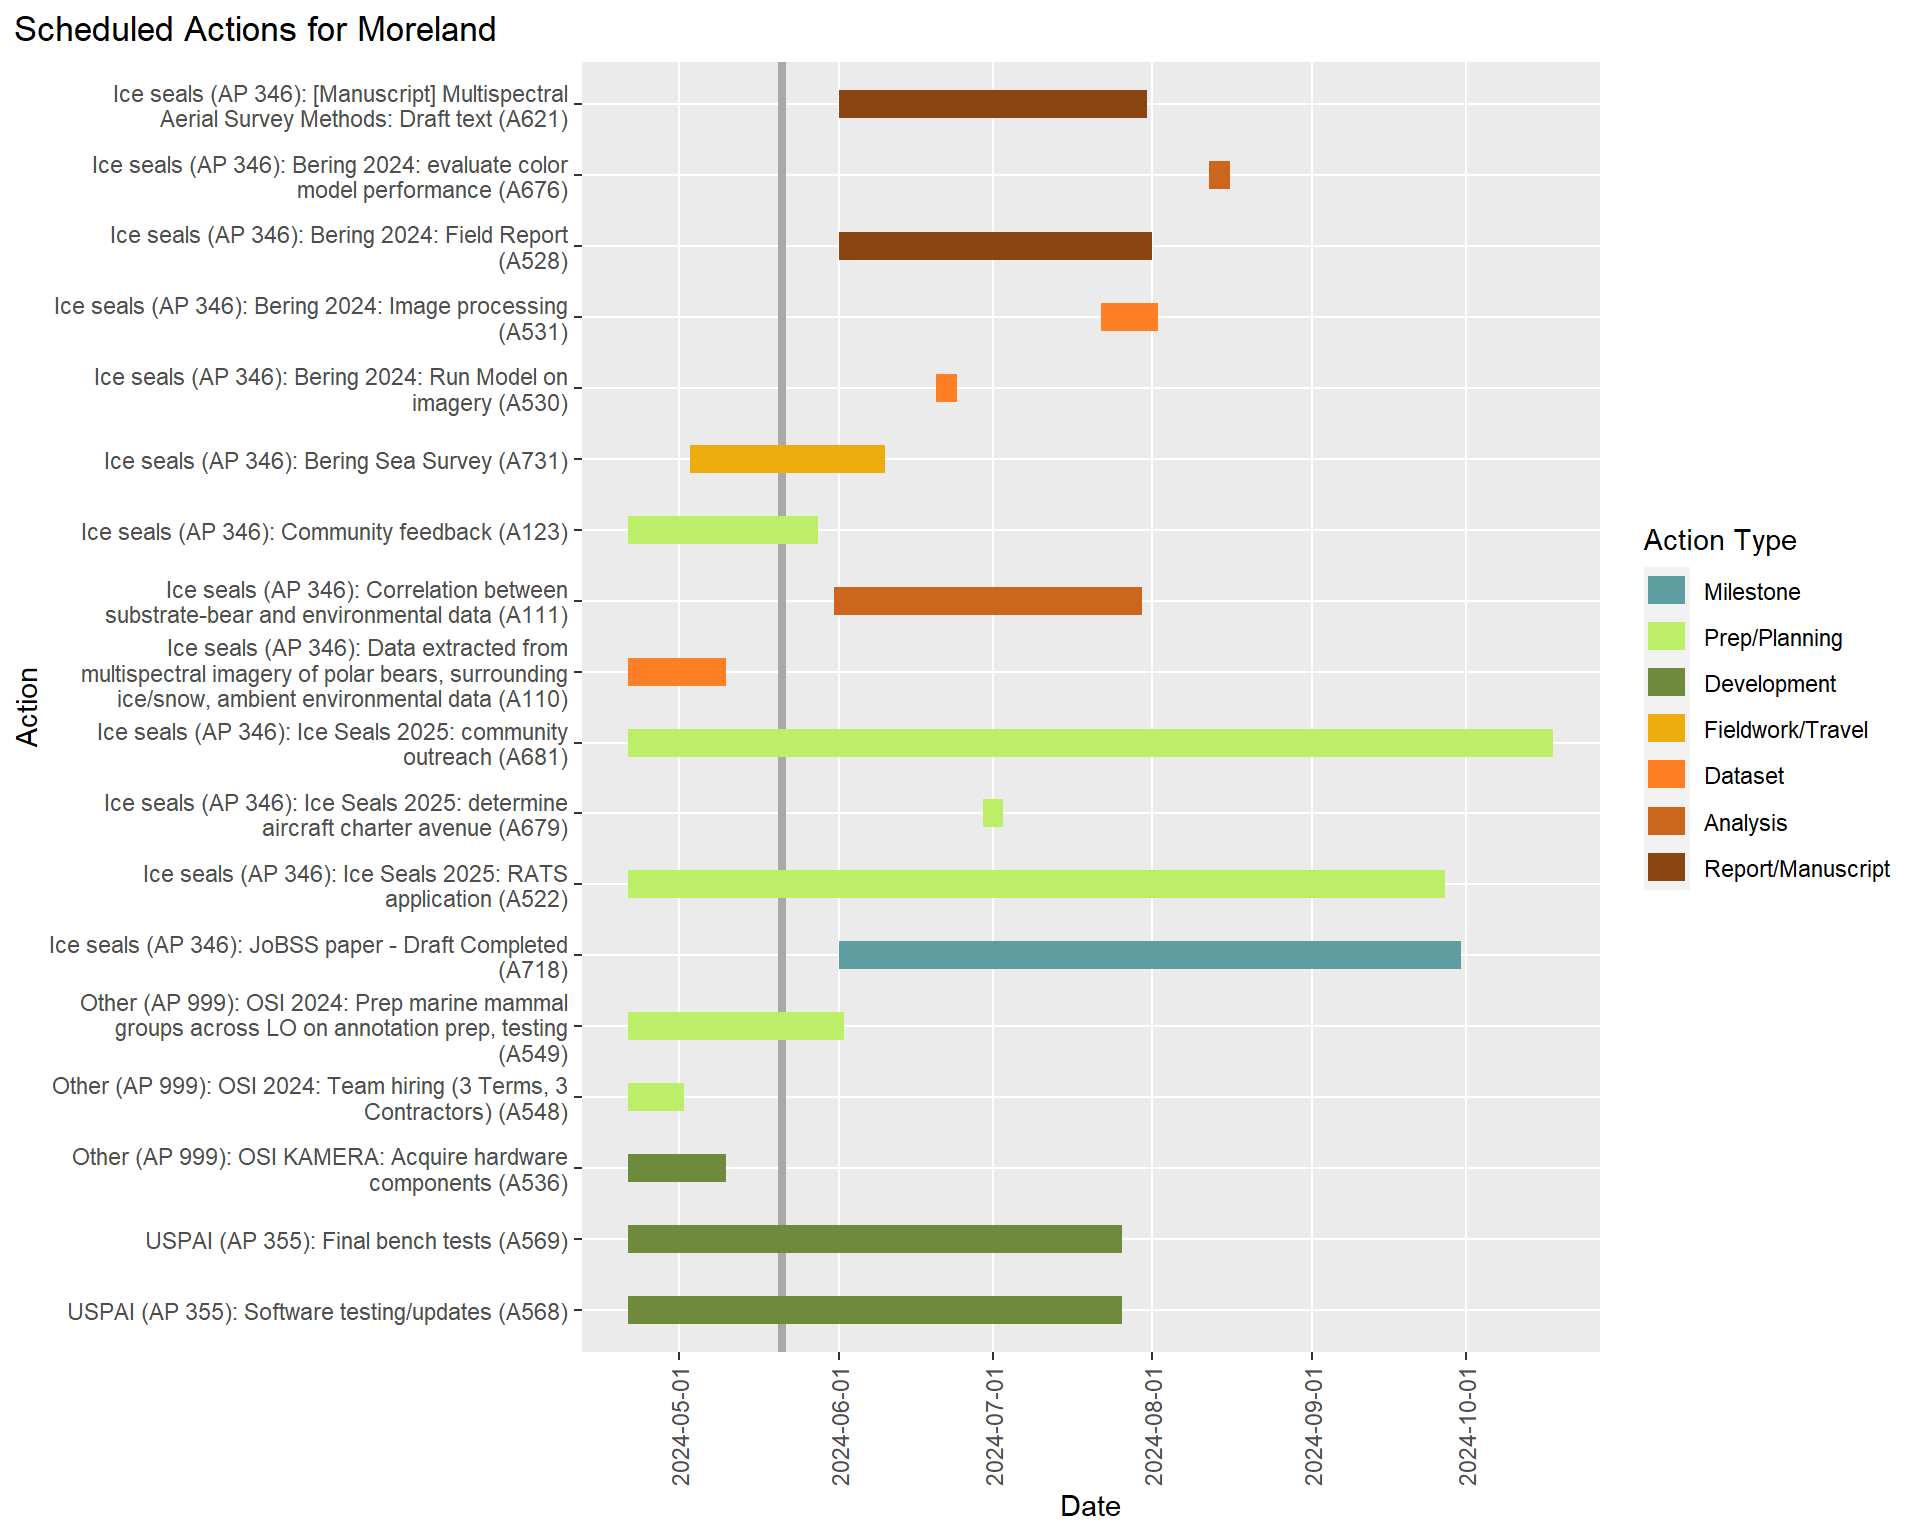 Scheduled Actions for Moreland
Ice seals (AP 346): [Manuscript] Multispectral
Aerial Survey Methods: Draft text (A621)
Ice seals (AP 346): Bering 2024: evaluate color
model performance (A676)
Ice seals (AP 346): Bering 2024: Field Report
(A528)
Ice seals (AP 346): Bering 2024: Image processing
(A531)
Ice seals (AP 346): Bering 2024: Run Model on
imagery (A530)
Ice seals (AP 346): Bering Sea Survey (A731)
Ice seals (AP 346): Community feedback (A123)
Ice seals (AP 346): Correlation between
substrate-bear and environmental data (A111)
Ice seals (AP 346): Data extracted from
multispectral imagery of polar bears, surrounding
ice/snow, ambient environmental data (A110)
Ice seals (AP 346): Ice Seals 2025: community
outreach (A681)
Ice seals (AP 346): Ice Seals 2025: determine
aircraft charter avenue (A679)
Ice seals (AP 346): Ice Seals 2025: RATS
application (A522)
Ice seals (AP 346): JoBSS paper - Draft Completed
(A718)
Other (AP 999): OSI 2024: Prep marine mammal
groups across LO on annotation prep, testing
(A549)
Other (AP 999): OSI 2024: Team hiring (3 Terms, 3
Contractors) (A548)
Other (AP 999): OSI KAMERA: Acquire hardware
components (A536)
USPAI (AP 355): Final bench tests (A569)
USPAI (AP 355): Software testing/updates (A568)
Action
2024-05-01
2024-06-01
2024-07-01
2024-08-01
2024-09-01
2024-10-01
Date
Action Type
Milestone
Prep/Planning
Development
Fieldwork/Travel
Dataset
Analysis
Report/Manuscript